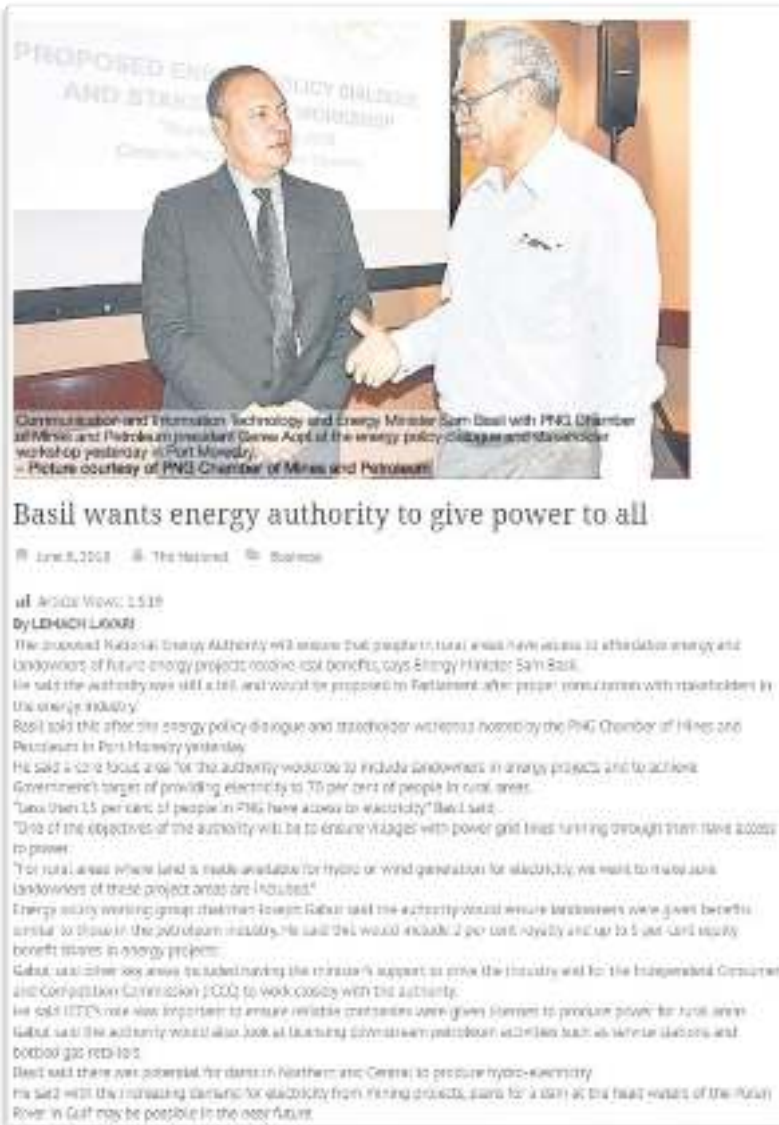 PROPOSED ENERGY POLICY DIALOGUE
AND WORKSHOP
Communication and Information Technology and Energy Minister Sam Basil with PNG Chamber
of Mines and Petroleum president Gerea Aopi at the energy policy dialogue and stakeholder
workshop yesterday in Port Moresby.
– Picture courtesy of PNG Chamber of Mines and Petroleum
Basil wants energy authority to give power to all
June 8, 2018 The National Business
Article Views: 1,519
By LEMACH LAVARI
The proposed National Energy Authority will ensure that people in rural areas have access to affordable energy and
landowners of future energy projects receive real benefits, says Energy Minister Sam Basil.
He said the authority was still a bill and would be proposed to Parliament after proper consultation with stakeholders in
the energy industry.
Basil said this after the energy policy dialogue and stakeholder workshop hosted by the PNG Chamber of Mines and
Petroleum in Port Moresby yesterday.
He said a core focus area for the authority would be to include landowners in energy projects and to achieve
Government's target of providing electricity to 70 per cent of people in rural areas.
"Less than 15 per cent of people in PNG have access to electricity," Basil said.
"One of the objectives of the authority will be to ensure villages with power grid lines running through them have access
to power.
"For rural areas where land is made available for hydro or wind generation for electricity, we want to make sure
landowners of these project areas are included."
Energy policy working group chairman Joseph Gabut said the authority would ensure landowners were given benefits
similar to those in the petroleum industry. He said this would include 2 per cent royalty and up to 5 per cent equity
benefit shares in energy projects.
Gabut said other key areas included having the minister's support to drive the industry and for the Independent Consumer
and Competition Commission (ICCC) to work closely with the authority.
He said ICCC's role was important to ensure reliable companies were given licences to produce power for rural areas.
Gabut said the authority would also look at licensing downstream petroleum activities such as service stations and
bottled gas retailers.
Basil said there was potential for dams in Northern and Central to produce hydro-electricity.
He said with the increasing demand for electricity from mining projects, plans for a dam at the head waters of the Purari
River in Gulf may be possible in the near future.